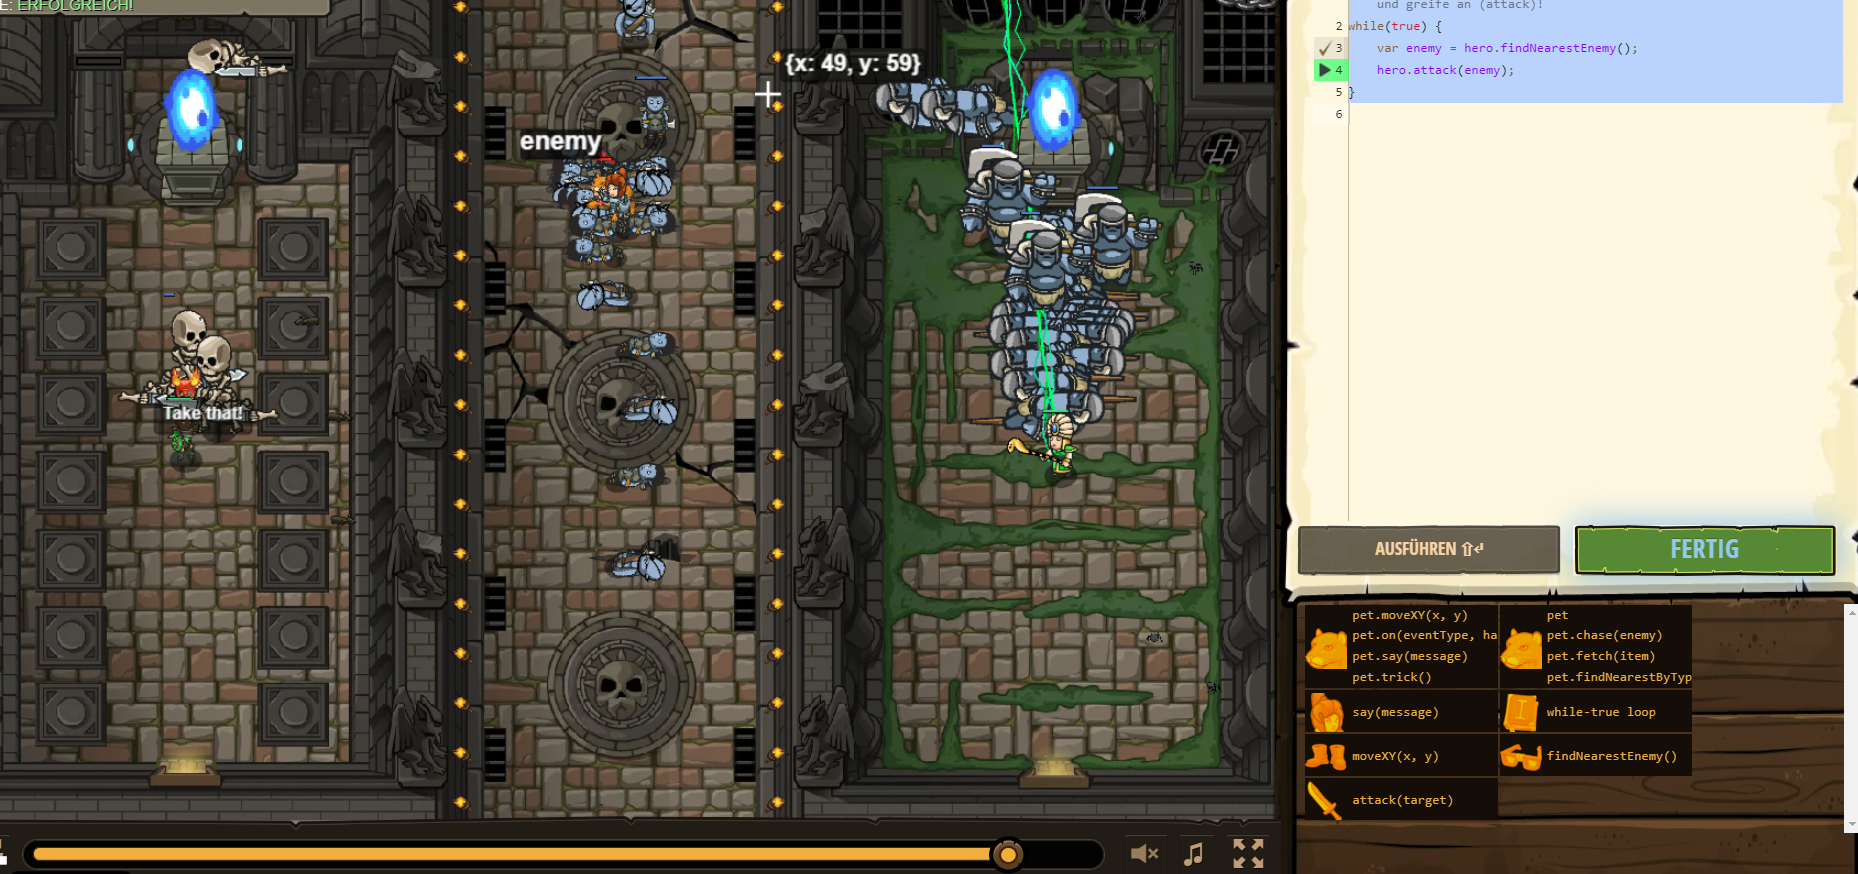 E: ERFOLGREICH!
{x: 49, y: 59}
enemy
Take that!
und greife an (attack)!
2 while(true) {
3 var enemy = hero.findNearestEnemy();
4 hero.attack(enemy);
5 }
6
AUSFÜHREN ⇧↵
FERTIG
pet.moveXY(x, y)
pet.on(eventType, ha
pet.say(message)
pet.trick()
pet
pet.chase(enemy)
pet.fetch(item)
pet.findNearestByTyp
say(message)
while-true loop
moveXY(x, y)
findNearestEnemy()
attack(target)